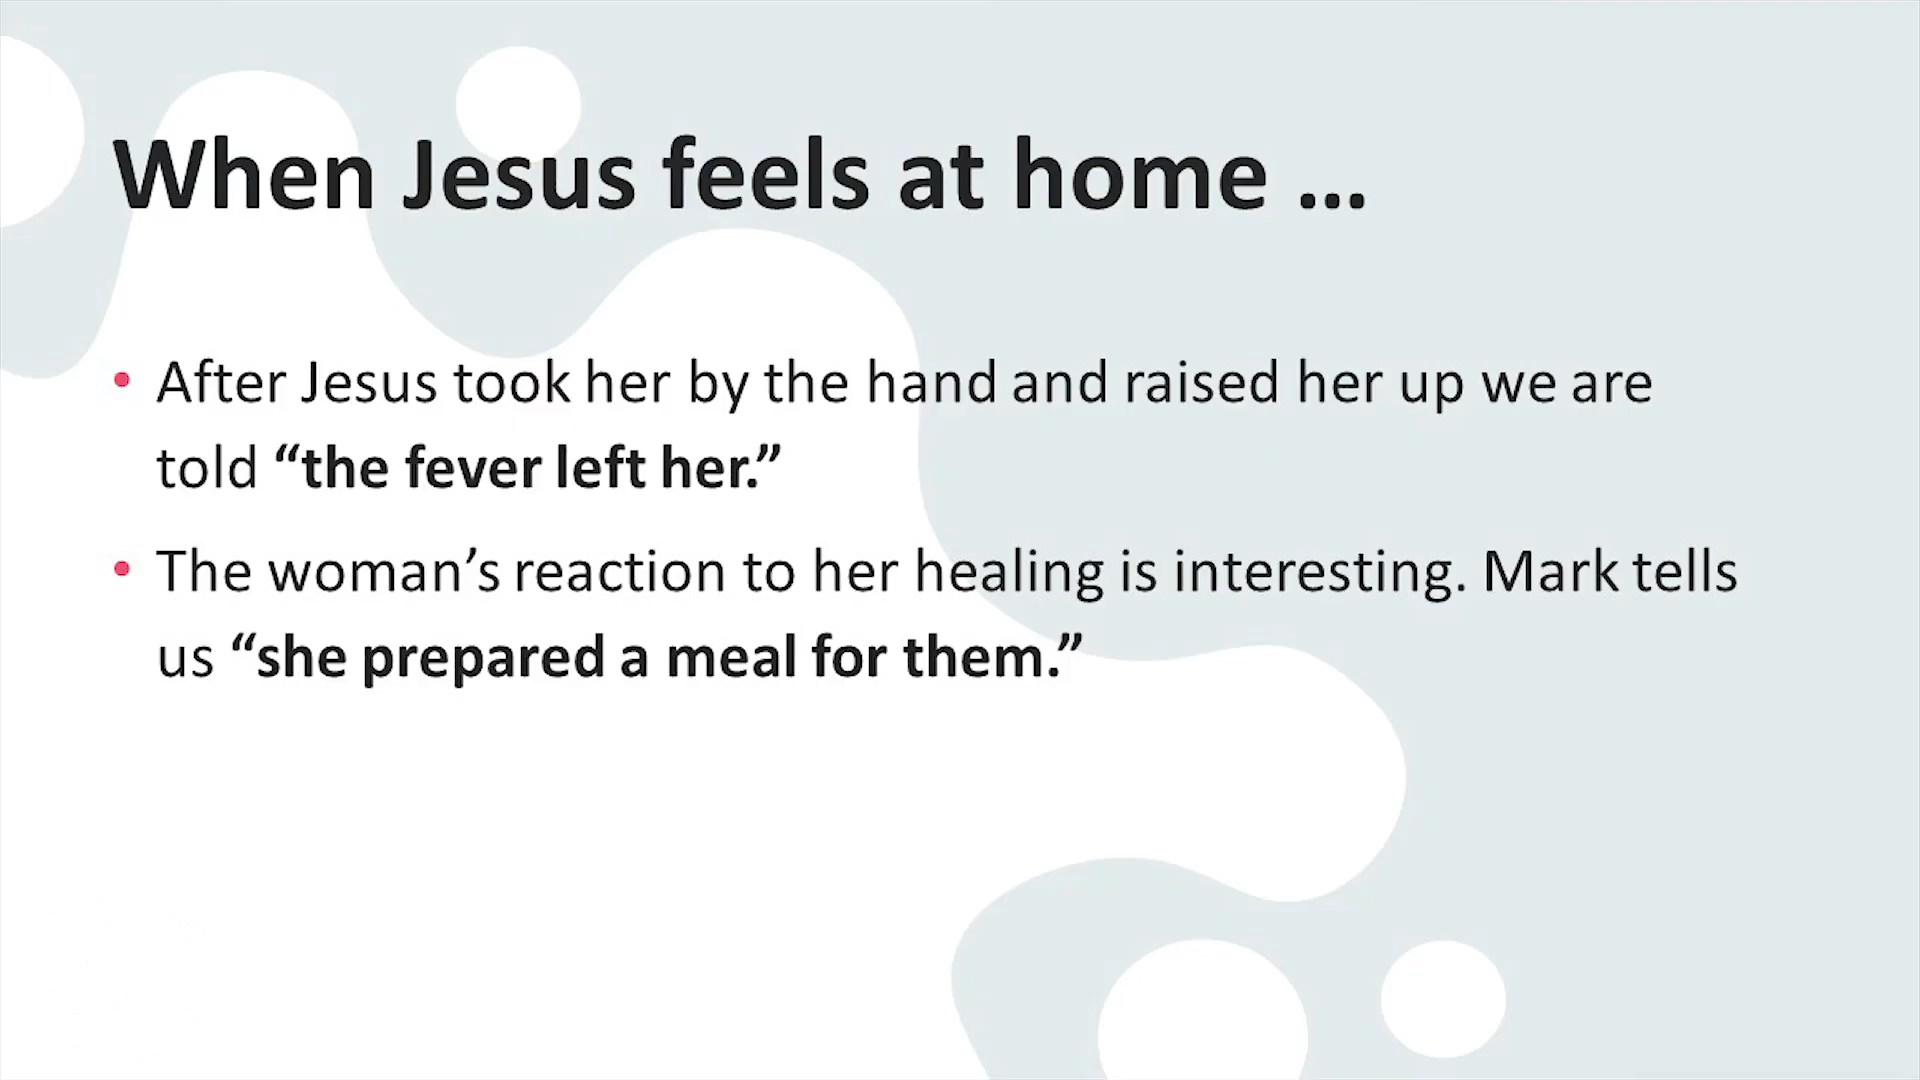 When Jesus feels at home ...
• After Jesus took her by the hand and raised her up we are
told “the fever left her.”
• The woman’s reaction to her healing is interesting. Mark tells
us “she prepared a meal for them.”